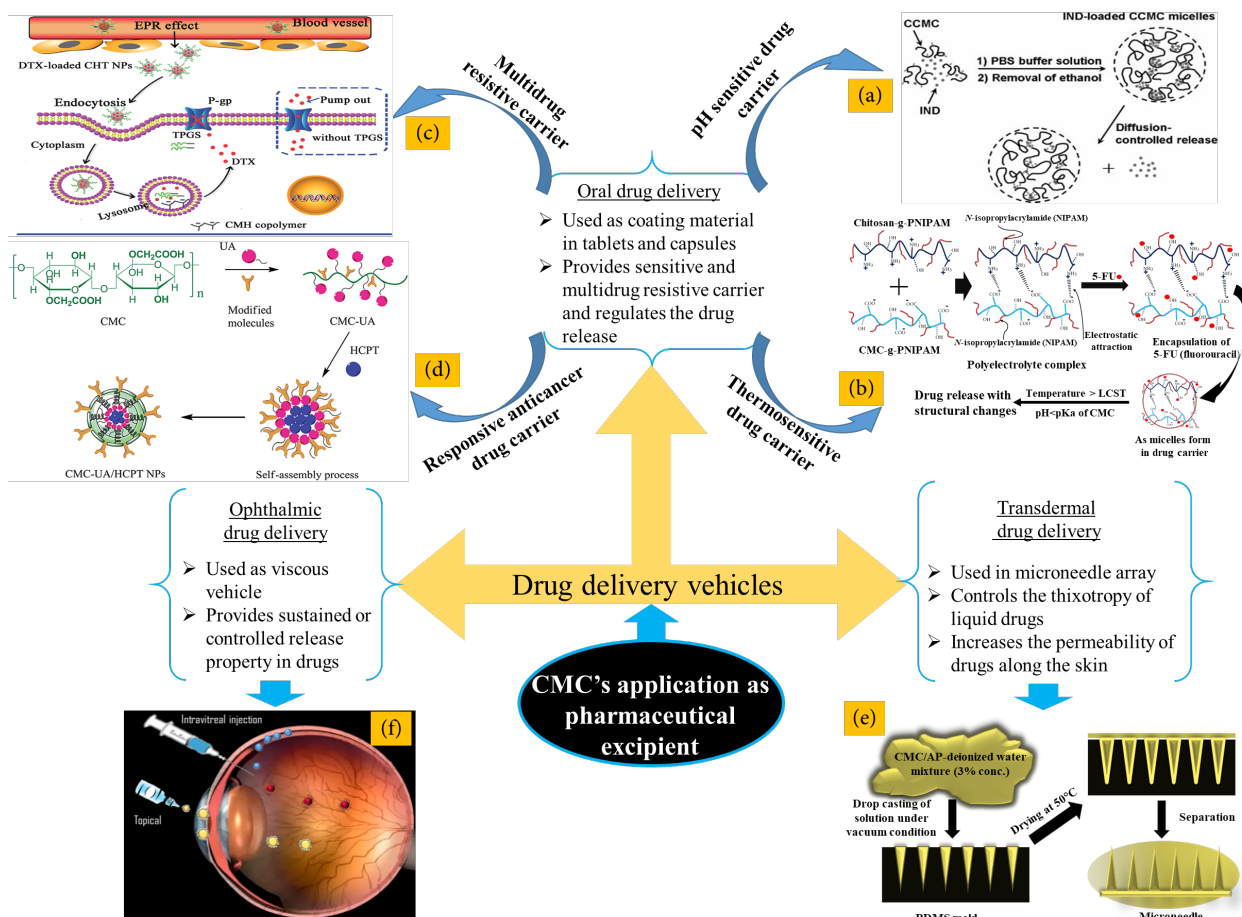 EPR effect
Blood vessel
DTX-loaded CHT NPs
Endocytosis
P-gp
Pump out
TPGS
without TPGS
Cytoplasm
DTX
Lysosome
CMH copolymer
(c)
Multidrug
resistive carrier
pH sensitive drug
carrier
(a)
CCMC
IND-loaded CCMC micelles
1) PBS buffer solution
2) Removal of ethanol
IND
Diffusion-
controlled release
+
Oral drug delivery
➢ Used as coating material
in tablets and capsules
➢ Provides sensitive and
multidrug resistive carrier
and regulates the drug
release
UA
CH₂OCH₂COOH
CH₂OCH₂COOH
n
CMC
Modified
molecules
CMC-UA
HCPT
(d)
CMC-UA/HCPT NPs
Self-assembly process
Responsive anticancer
drug carrier
Thermosensitive
drug carrier
(b)
Chitosan-g-PNIPAM
N-isopropylacrylamide (NIPAM)
+
5-FU
CMC-g-PNIPAM
N-isopropylacrylamide (NIPAM)
Electrostatic
attraction
Polyelectrolyte complex
Encapsulation of
5-FU (fluorouracil)
Drug release with
structural changes
Temperature > LCST
pH<pKa of CMC
As micelles form
in drug carrier
Ophthalmic
drug delivery
➢ Used as viscous
vehicle
➢ Provides sustained or
controlled release
property in drugs
Drug delivery vehicles
Transdermal
drug delivery
➢ Used in microneedle array
➢ Controls the thixotropy of
liquid drugs
➢ Increases the permeability of
drugs along the skin
CMC's application as
pharmaceutical
excipient
(f)
Intravitreal injection
Topical
(e)
CMC/AP-deionized water
mixture (3% conc.)
Drop casting of
solution under
vacuum condition
Drying at 50°C
Separation
PDMS mold
Microneedle